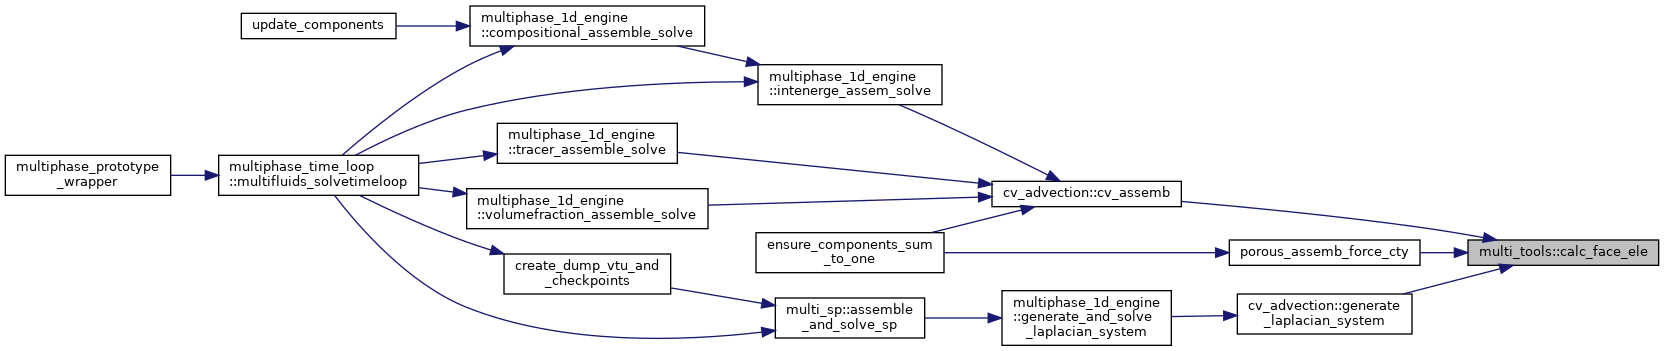 update_components
multiphase_1d_engine
::compositional_assemble_solve
multiphase_1d_engine
::intenerge_assem_solve
multiphase_1d_engine
::tracer_assemble_solve
multiphase_prototype
_wrapper
multiphase_time_loop
::multifluids_solvetimeloop
multiphase_1d_engine
::volumefraction_assemble_solve
cv_advection::cv_assemb
ensure_components_sum
_to_one
porous_assemb_force_cty
multi_tools::calc_face_ele
create_dump_vtu_and
_checkpoints
multi_sp::assemble
_and_solve_sp
multiphase_1d_engine
::generate_and_solve
_laplacian_system
cv_advection::generate
_laplacian_system